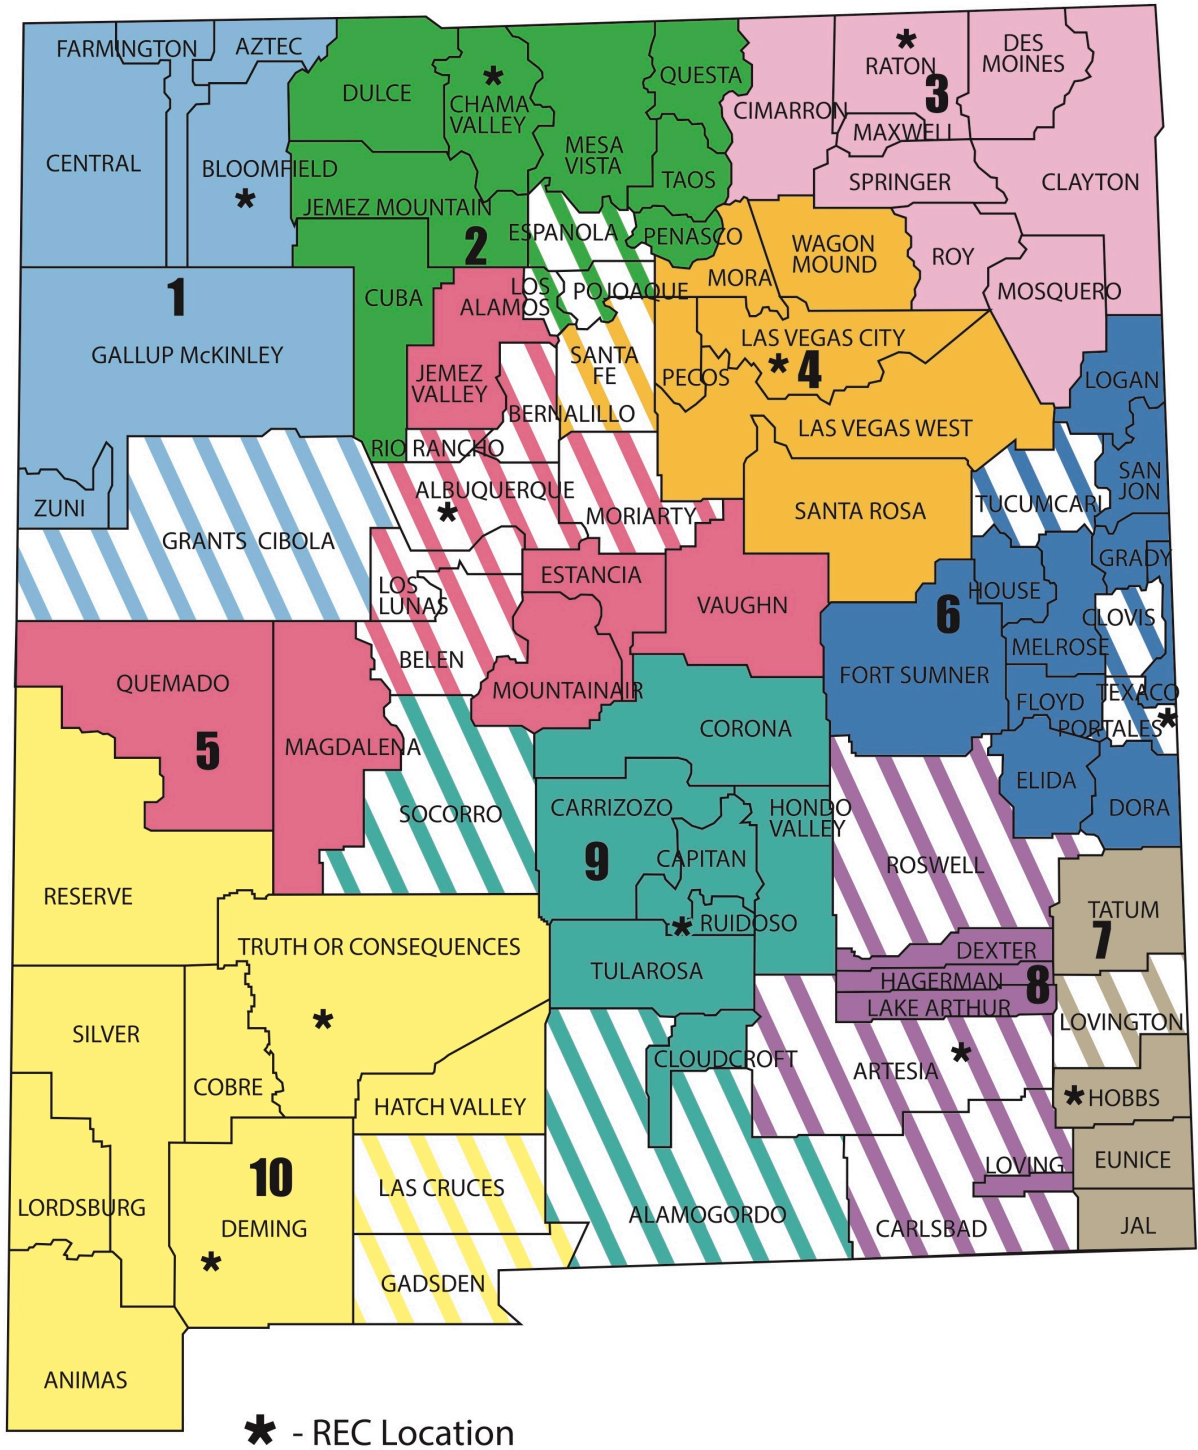 FARMINGTON
AZTEC
DULCE
*
CHAMA
VALLEY
QUESTA
*
RATON
3
DES
MOINES
CIMARRON
MAXWELL
CENTRAL
BLOOMFIELD
*
MESA
VISTA
TAOS
SPRINGER
CLAYTON
JEMEZ MOUNTAIN
2
ESPANOLA
PENASCO
WAGON
MOUND
ROY
MORA
1
CUBA
LOS
ALAMOS
POJOAQUE
MOSQUERO
GALLUP McKINLEY
LAS VEGAS CITY
SANTA
FE
* 4
JEMEZ
VALLEY
PECOS
LOGAN
BERNALILLO
LAS VEGAS WEST
RIO RANCHO
ALBUQUERQUE
*
SAN
JON
ZUNI
MORIARTY
SANTA ROSA
TUCUMCARI
GRANTS CIBOLA
GRADY
LOS
LUNAS
ESTANCIA
VAUGHN
HOUSE
6
CLOVIS
BELEN
MELROSE
QUEMADO
MOUNTAINAIR
FORT SUMNER
FLOYD
TEXACO
PORTALES
*
CORONA
5
MAGDALENA
ELIDA
DORA
SOCORRO
CARRIZOZO
HONDO
VALLEY
9
CAPITAN
ROSWELL
RESERVE
TATUM
7
*
RUIDOSO
TRUTH OR CONSEQUENCES
DEXTER
TULAROSA
HAGERMAN
8
LAKE ARTHUR
*
SILVER
LOVINGTON
COBRE
CLOUDCROFT
ARTESIA
*
HATCH VALLEY
* HOBBS
10
LAS CRUCES
LOVING
EUNICE
LORDSBURG
DEMING
*
ALAMOGORDO
CARLSBAD
JAL
GADSDEN
ANIMAS
* - REC Location